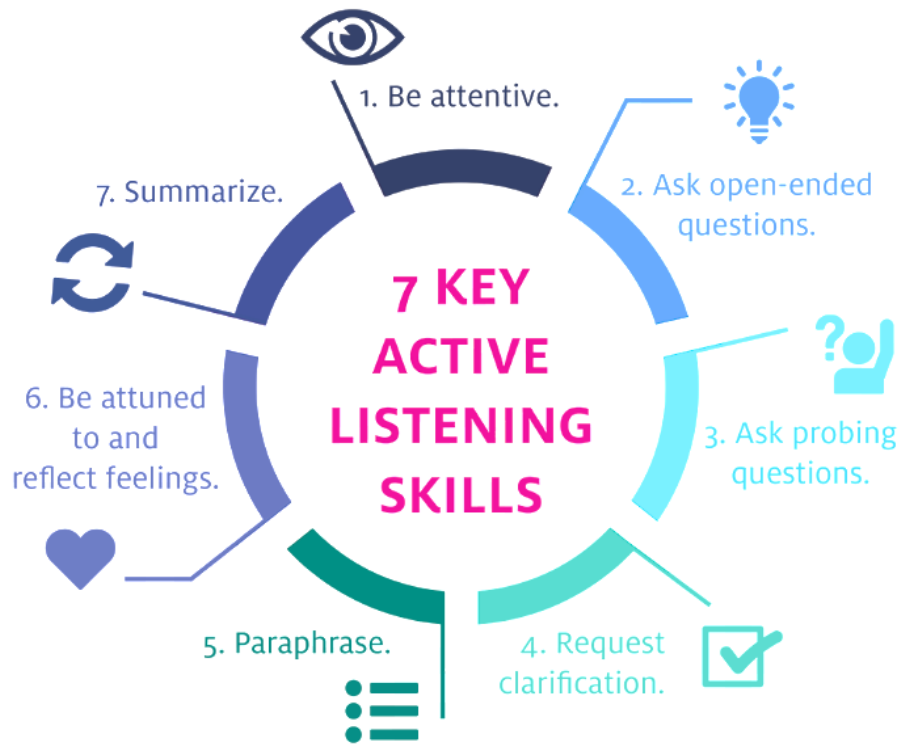 7 KEY
ACTIVE
LISTENING
SKILLS
1. Be attentive.
2. Ask open-ended
questions.
3. Ask probing
questions.
4. Request
clarification.
5. Paraphrase.
6. Be attuned
to and
reflect feelings.
7. Summarize.
?